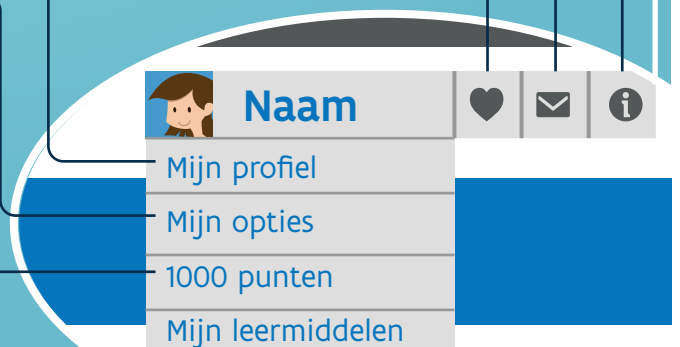 Naam
Mijn profiel
Mijn opties
1000 punten
Mijn leermiddelen